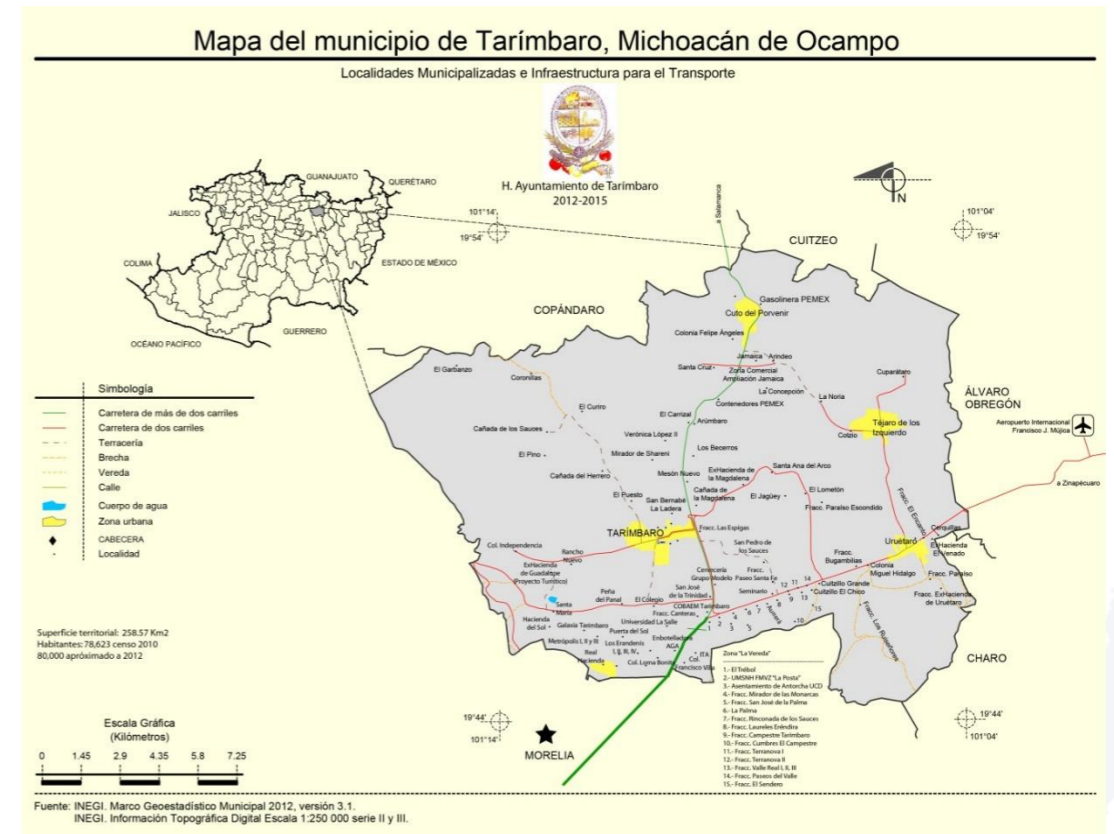 Mapa del municipio de Tarímbaro, Michoacán de Ocampo
Localidades Municipalizadas e Infraestructura para el Transporte
H. Ayuntamiento de Tarímbaro
2012-2015
N
GUANAJUATO
QUERÉTARO
JALISCO
COLIMA
ESTADO DE MÉXICO
GUERRERO
OCÉANO PACÍFICO
101°14'
19°54'
101°04'
19°54'
a Salamanca
CUITZEO
COPÁNDARO
ÁLVARO
OBREGÓN
Aeropuerto Internacional
Francisco J. Mújica
a Zinapécuaro
CHARO
MORELIA
Gasolinera PEMEX
Cuto del Porvenir
Colonia Felipe Ángeles
Jamaica
Arindeo
Santa Cruz
Zona Comercial
Ampliación Jamaica
Cuparátaro
El Garbanzo
Coronillas
La Concepción
La Noria
Contenedores PEMEX
El Curiro
El Carrizal
Arúmbaro
Téjaro de los
Izquierdo
Cotzio
Cañada de los Sauces
Verónica López II
Los Becerros
El Pino
Mirador de Shareni
Cañada del Herrero
Mesón Nuevo
ExHacienda de
la Magdalena
Santa Ana del Arco
El Puesto
San Bernabé
La Ladera
Cañada de
la Magdalena
El Jagüey
El Lometón
Fracc. Paraíso Escondido
Fracc. El Encanto
TARÍMBARO
Fracc. Las Espigas
Cerquillas
Uruétaro
ExHacienda
El Venado
Col. Independencia
Rancho
Nuevo
San Pedro de
los Sauces
Fracc.
Bugambilias
Colonia
Miguel Hidalgo
Fracc. Paraíso
ExHacienda
de Guadalupe
(Proyecto Turítico)
Cervecería
Grupo Modelo
Fracc.
Paseo Santa Fe
12 11 14
Cuitzillo Grande
Cuitzillo El Chico
Peña
del Panal
El Colegio
San José
de la Trinidad
Seminario
Fracc. ExHacienda
de Uruétaro
Santa
María
COBAEM Tarímbaro
Fracc. Canteras
Fracc. Los Ruiseñores
Hacienda
del Sol
Galaxia Tarímbaro
Universidad La Salle
Puerta del Sol
Metrópolis I, II y III
Los Erandenis
I, II, III, IV,
Embotelladora
AGA
ITA
Real
Hacienda
Col. Loma Bonita
Col.
Francisco Villa
Simbología
Carretera de más de dos carriles
Carretera de dos carriles
Terracería
Brecha
Vereda
Calle
Cuerpo de agua
Zona urbana
CABECERA
Localidad
Superficie territorial: 258.57 Km2
Habitantes: 78,623 censo 2010
80,000 apróximado a 2012
Zona "La Vereda"
1.- El Trébol
2.- UMSNH FMVZ "La Posta"
3.- Asentamiento de Antorcha UCD
4.- Fracc. Mirador de las Monarcas
5.- Fracc. San José de la Palma
6.- La Palma
7.- Fracc. Rinconada de los Sauces
8.- Fracc. Laureles Eréndira
9.- Fracc. Campestre Tarímbaro
10.- Fracc. Cumbres El Campestre
11.- Fracc. Terranova I
12.- Fracc. Terranova II
13.- Fracc. Valle Real I, II, III
14.- Fracc. Paseos del Valle
15.- Fracc. El Sendero
19°44'
101°14'
19°44'
101°04'
Escala Gráfica
(Kilómetros)
0 1.45 2.9 4.35 5.8 7.25
Fuente: INEGI. Marco Geoestadístico Municipal 2012, versión 3.1.
INEGI. Información Topográfica Digital Escala 1:250 000 serie II y III.